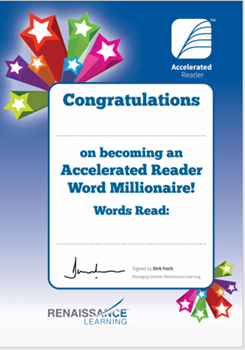 TM
Accelerated
Reader
Congratulations
on becoming an
Accelerated Reader
Word Millionaire!
Words Read:
Signed by Dirk Foch,
Managing Director, Renaissance Learning
RENAISSANCE
LEARNING